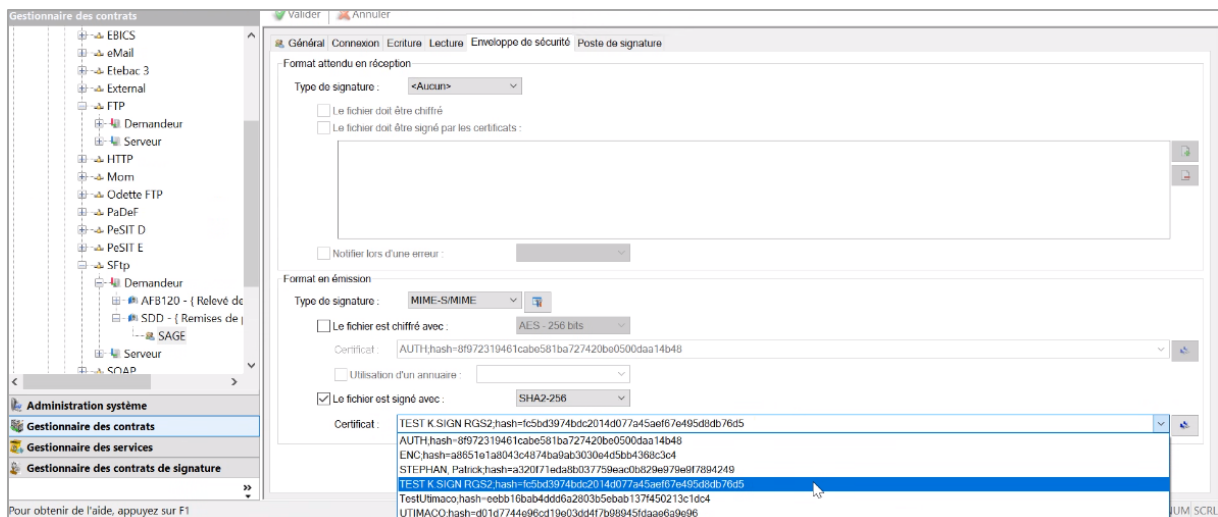 Gestionnaire des contrats
EBICS
eMail
Etebac 3
External
FTP
Demandeur
Serveur
HTTP
Mom
Odette FTP
PaDeF
PeSIT D
PeSIT E
SFtp
Demandeur
AFB120 - ( Relevé de
SDD - ( Remises de
SAGE
Serveur
SOAP
Administration système
Gestionnaire des contrats
Gestionnaire des services
Gestionnaire des contrats de signature
Pour obtenir de l'aide, appuyez sur F1
Valider Annuler
Général Connexion Ecriture Lecture Enveloppe de sécurité Poste de signature
Format attendu en réception
Type de signature : <Aucun>
Le fichier doit être chiffré
Le fichier doit être signé par les certificats :
Notifier lors d'une erreur :
Format en émission
Type de signature : MIME-S/MIME
Le fichier est chiffré avec : AES - 256 bits
Certificat : AUTH;hash=8f972319461cabe581ba727420be0500daa14b48
Utilisation d'un annuaire :
Le fichier est signé avec : SHA2-256
Certificat : TEST K.SIGN RGS2;hash=fc5bd3974bdc2014d077a45aef67e495d8db76d5
AUTH;hash=8f972319461cabe581ba727420be0500daa14b48
ENC;hash=a8651e1a8043c4874ba9ab3030e4d5bb4368c3c4
STEPHAN, Patrick;hash=a320f71eda8b037759eac0b829e979e9f7894249
TEST K.SIGN RGS2;hash=fc5bd3974bdc2014d077a45aef67e495d8db76d5
TestUtimaco;hash=eebb16bab4ddd6a2803b5ebab137f450213c1dc4
UTIMACO;hash=d01d7744e96cd19e03dd4f7b98945fdaae6a9e96
UM SCRL